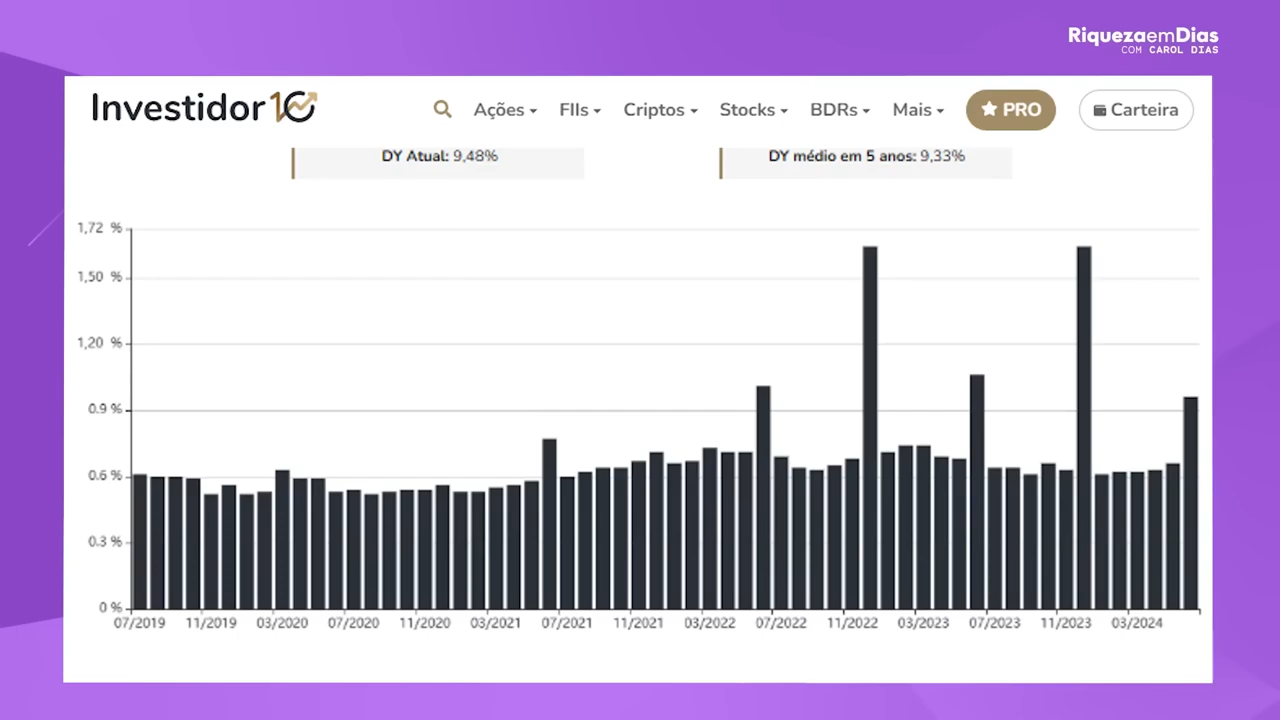 RiquezaemDias
COM CAROL DIAS
Investidor 10
Ações FIIs Criptos Stocks BDRs Mais PRO Carteira
DY Atual: 9,48% DY médio em 5 anos: 9,33%
1,72 %
1,50 %
1,20 %
0.9 %
0.6 %
0.3 %
0 %
07/2019 11/2019 03/2020 07/2020 11/2020 03/2021 07/2021 11/2021 03/2022 07/2022 11/2022 03/2023 07/2023 11/2023 03/2024